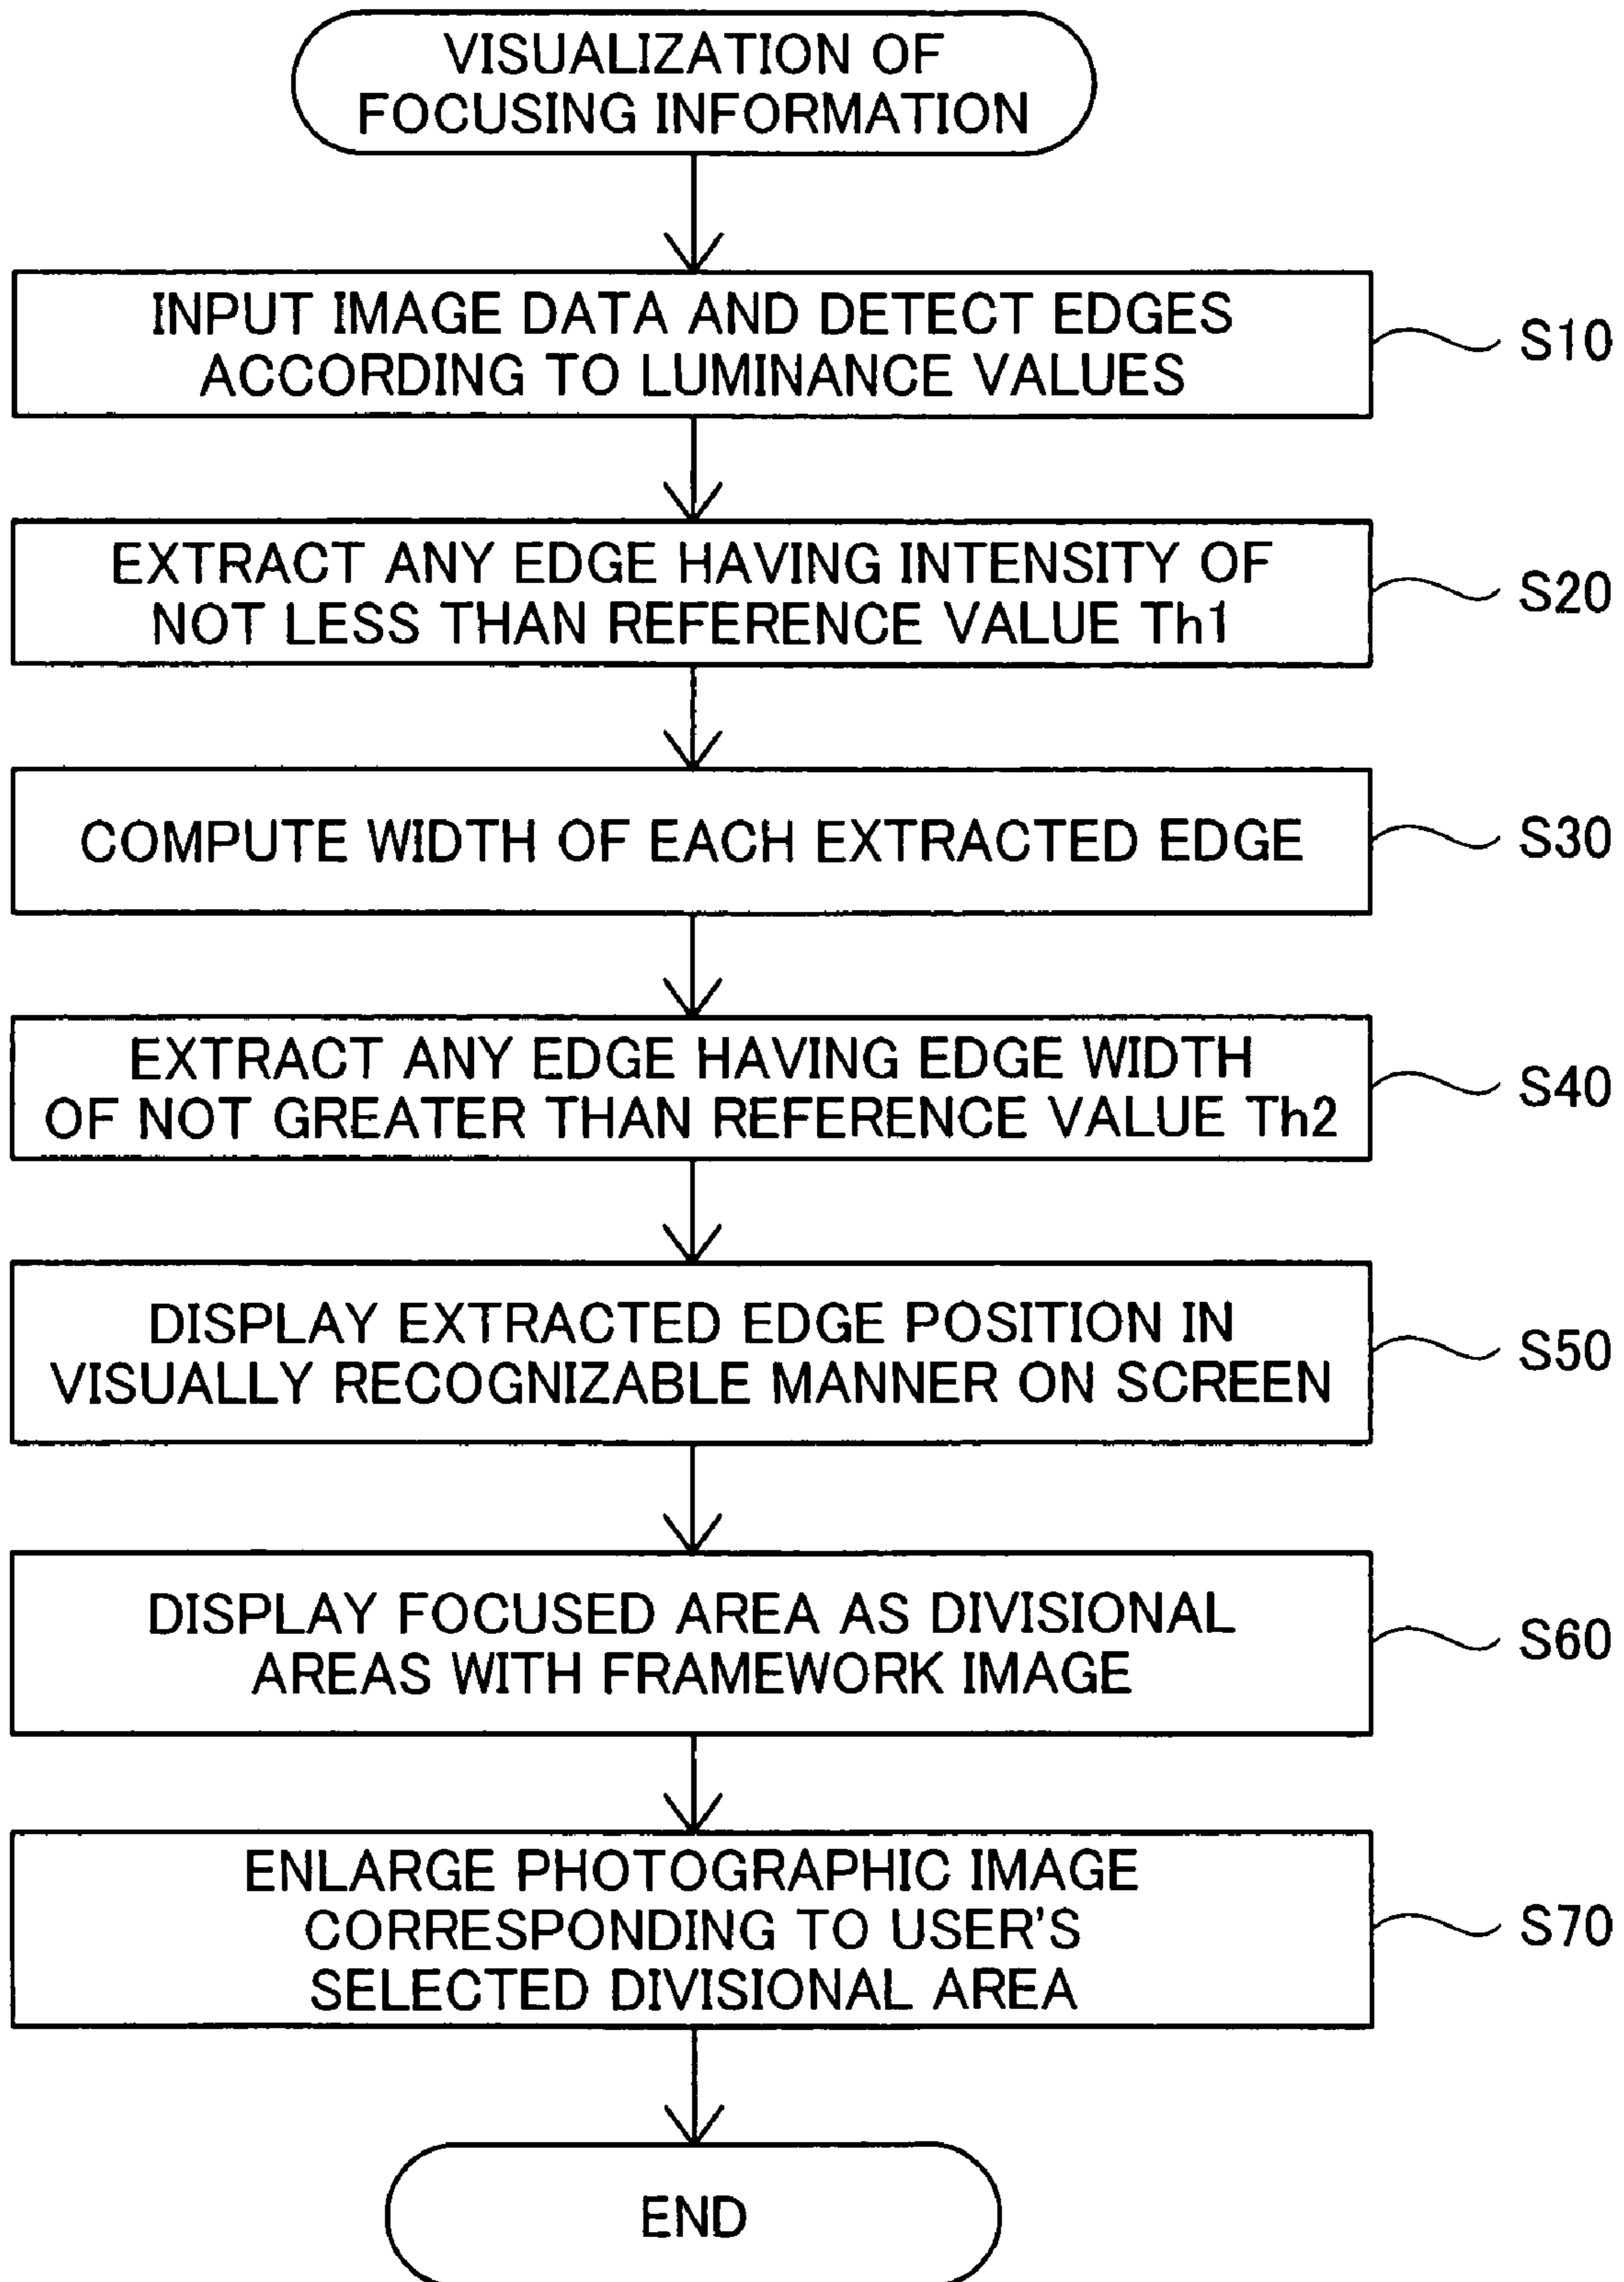 VISUALIZATION OF
FOCUSING INFORMATION
INPUT IMAGE DATA AND DETECT EDGES
ACCORDING TO LUMINANCE VALUES
S10
EXTRACT ANY EDGE HAVING INTENSITY OF
NOT LESS THAN REFERENCE VALUE Th1
S20
COMPUTE WIDTH OF EACH EXTRACTED EDGE
S30
EXTRACT ANY EDGE HAVING EDGE WIDTH
OF NOT GREATER THAN REFERENCE VALUE Th2
S40
DISPLAY EXTRACTED EDGE POSITION IN
VISUALLY RECOGNIZABLE MANNER ON SCREEN
S50
DISPLAY FOCUSED AREA AS DIVISIONAL
AREAS WITH FRAMEWORK IMAGE
S60
ENLARGE PHOTOGRAPHIC IMAGE
CORRESPONDING TO USER'S
SELECTED DIVISIONAL AREA
S70
END